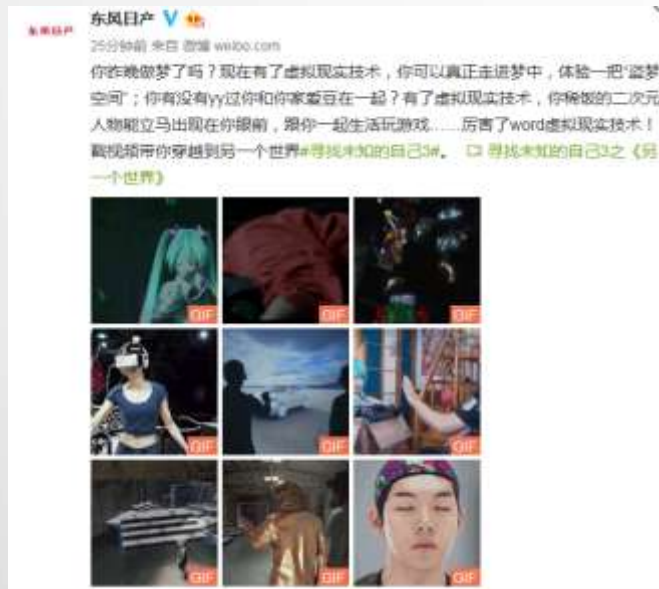 东风日产
东风日产
25分钟前 来自 微博 weibo.com
你昨晚做梦了吗？现在有了虚拟现实技术，你可以真正走进梦中，体验一把“盗梦
空间”；你有没有yy过你和你家爱豆在一起？有了虚拟现实技术，你稀饭的二次元
人物能立马出现在你眼前，跟你一起生活玩游戏……厉害了word虚拟现实技术！
戳视频带你穿越到另一个世界#寻找未知的自己3#。 寻找未知的自己3之《另
一个世界》
GIF GIF GIF
GIF GIF GIF
GIF GIF GIF